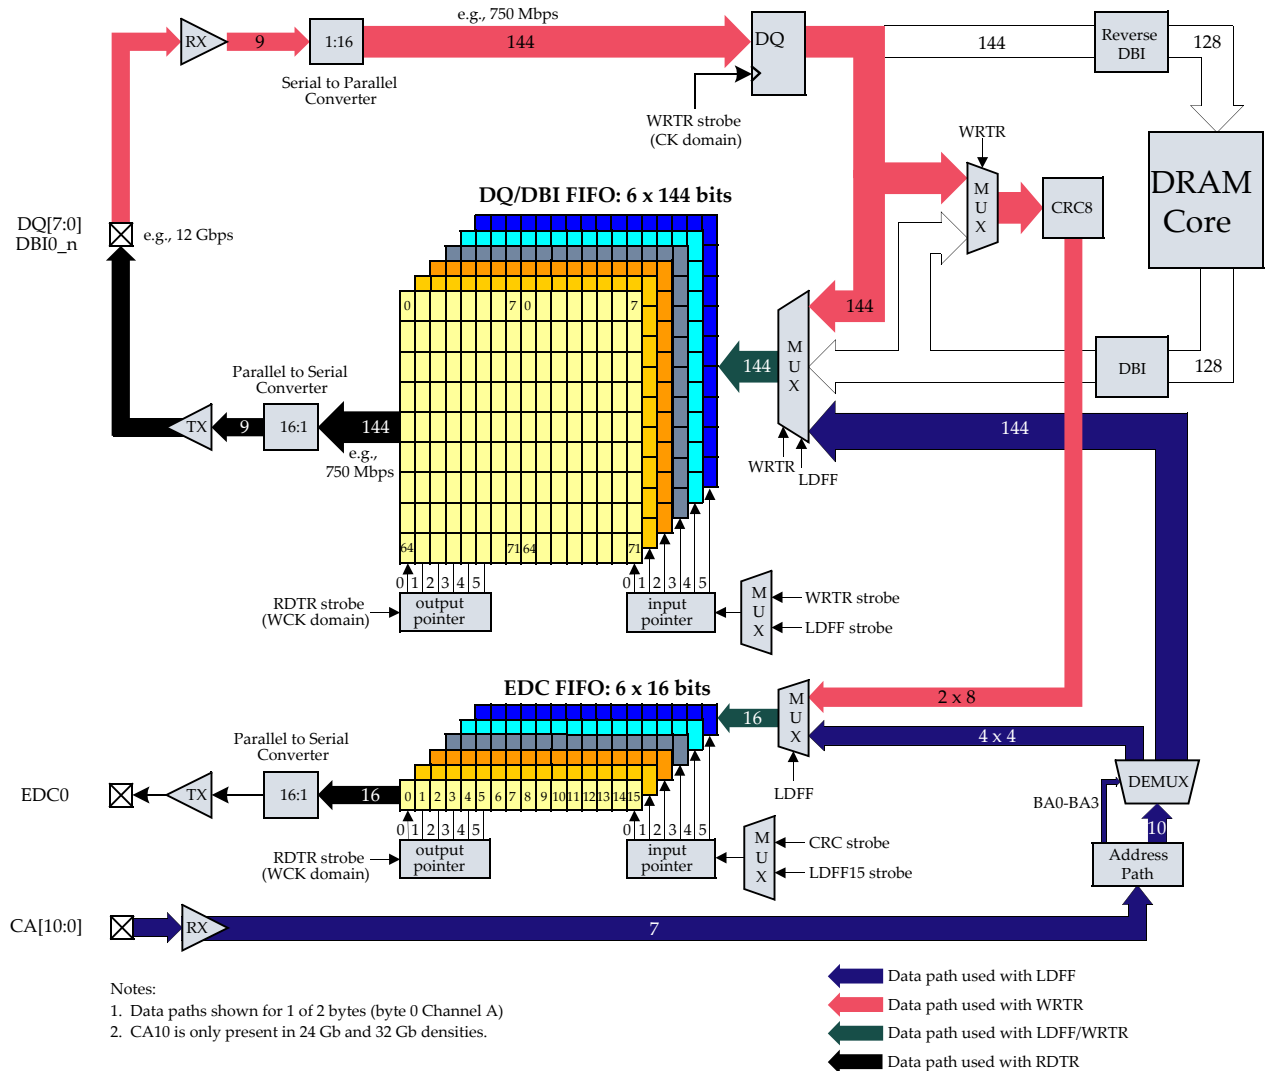 e.g., 750 Mbps
RX
9
1:16
144
DQ
144
Reverse
DBI
128
Serial to Parallel
Converter
WRTR strobe
(CK domain)
WRTR
DRAM
Core
MUX
CRC8
DQ/DBI FIFO: 6 x 144 bits
DQ[7:0]
DBI0_n
e.g., 12 Gbps
0
7
0
7
144
MUX
144
DBI
128
Parallel to Serial
Converter
TX
9
16:1
144
e.g.,
750 Mbps
144
WRTR
LDFF
64
71
64
71
0 1 2 3 4 5
0 1 2 3 4 5
RDTR strobe
(WCK domain)
output
pointer
input
pointer
MUX
WRTR strobe
LDFF strobe
EDC FIFO: 6 x 16 bits
MUX
2 x 8
16
4 x 4
Parallel to Serial
Converter
LDFF
DEMUX
EDC0
TX
16:1
16
0 1 2 3 4 5 6 7 8 9 10 11 12 13 14 15
BA0-BA3
10
0 1 2 3 4 5
0 1 2 3 4 5
RDTR strobe
(WCK domain)
output
pointer
input
pointer
MUX
CRC strobe
LDFF15 strobe
Address
Path
CA[10:0]
RX
7
Notes:
1. Data paths shown for 1 of 2 bytes (byte 0 Channel A)
2. CA10 is only present in 24 Gb and 32 Gb densities.
Data path used with LDFF
Data path used with WRTR
Data path used with LDFF/WRTR
Data path used with RDTR